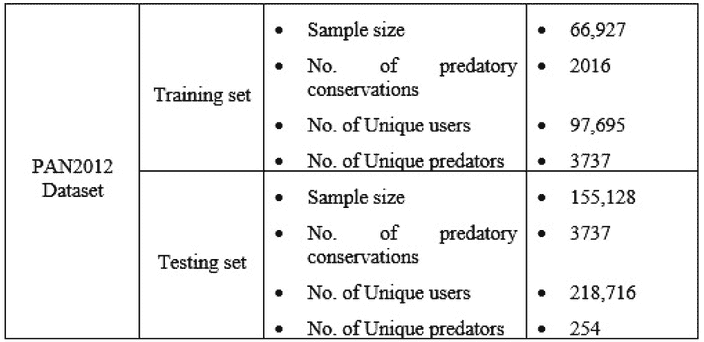 PAN2012
Dataset
Training set
• Sample size
• 66,927
• No. of predatory
conservations
• 2016
• No. of Unique users
• 97,695
• No. of Unique predators
• 3737
Testing set
• Sample size
• 155,128
• No. of predatory
conservations
• 3737
• No. of Unique users
• 218,716
• No. of Unique predators
• 254